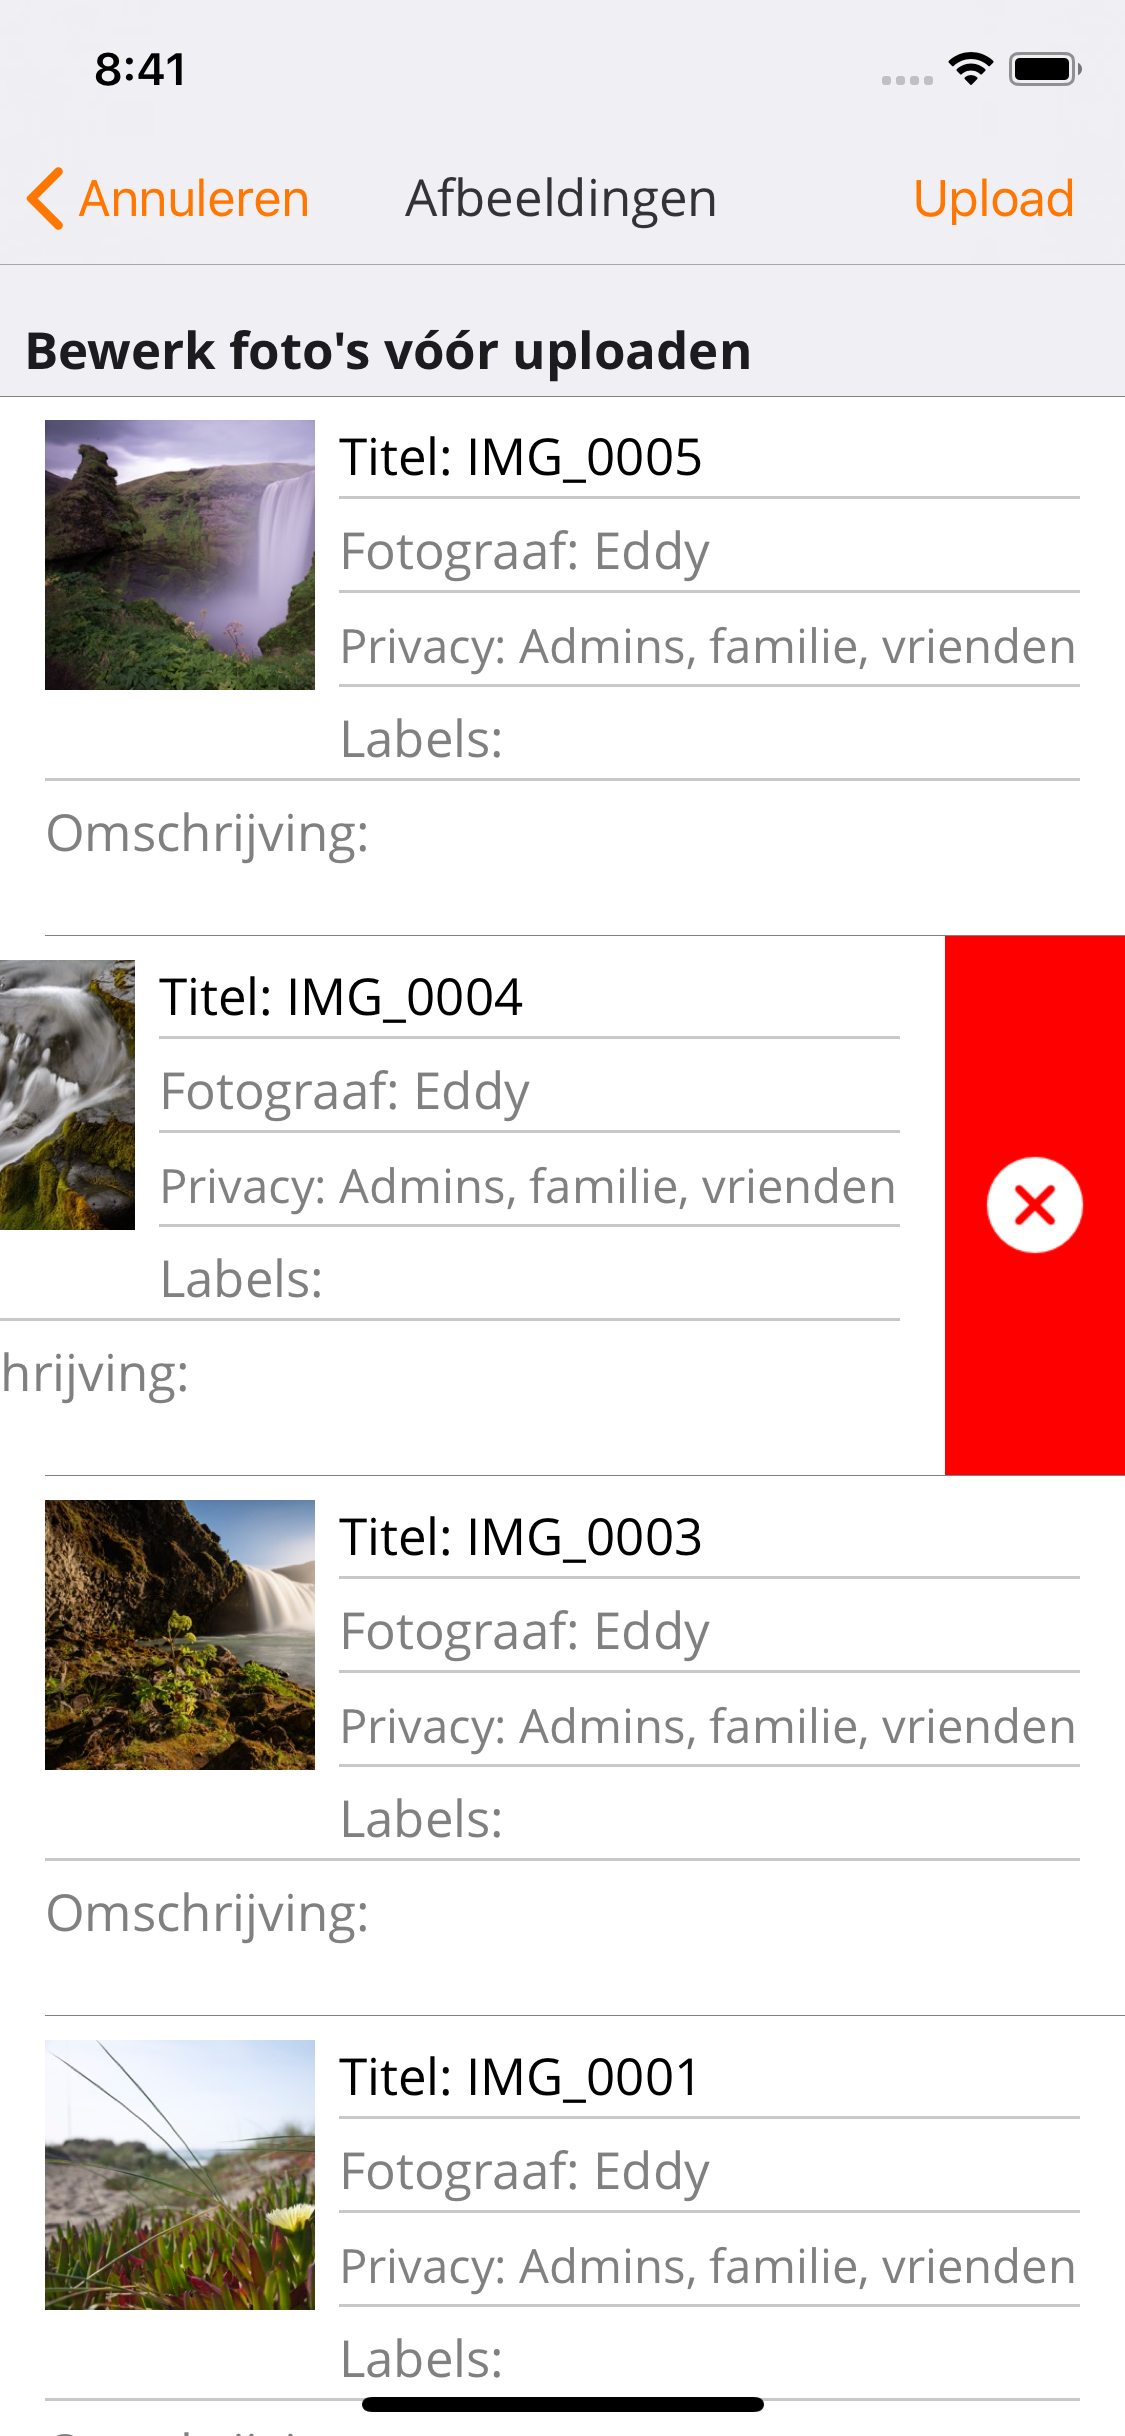 8:41
Annuleren Afbeeldingen Upload
Bewerk foto's vóór uploaden
Titel: IMG_0005
Fotograaf: Eddy
Privacy: Admins, familie, vrienden
Labels:
Omschrijving:
Titel: IMG_0004
Fotograaf: Eddy
Privacy: Admins, familie, vrienden
Labels:
hrijving:
Titel: IMG_0003
Fotograaf: Eddy
Privacy: Admins, familie, vrienden
Labels:
Omschrijving:
Titel: IMG_0001
Fotograaf: Eddy
Privacy: Admins, familie, vrienden
Labels: